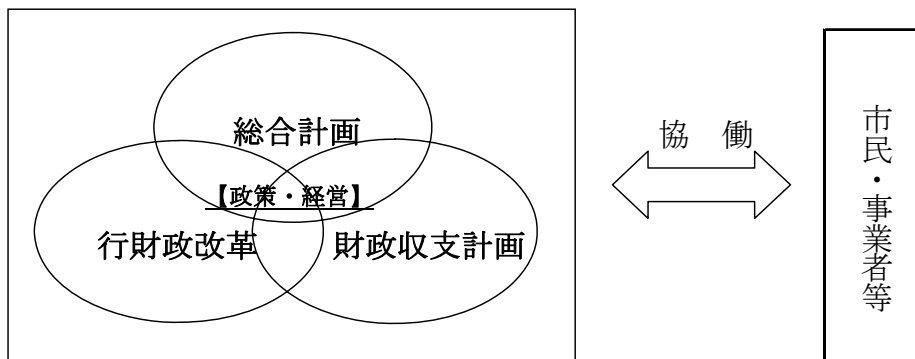 総合計画
【政策・経営】
行財政改革
財政収支計画
協 働
市民・事業者等